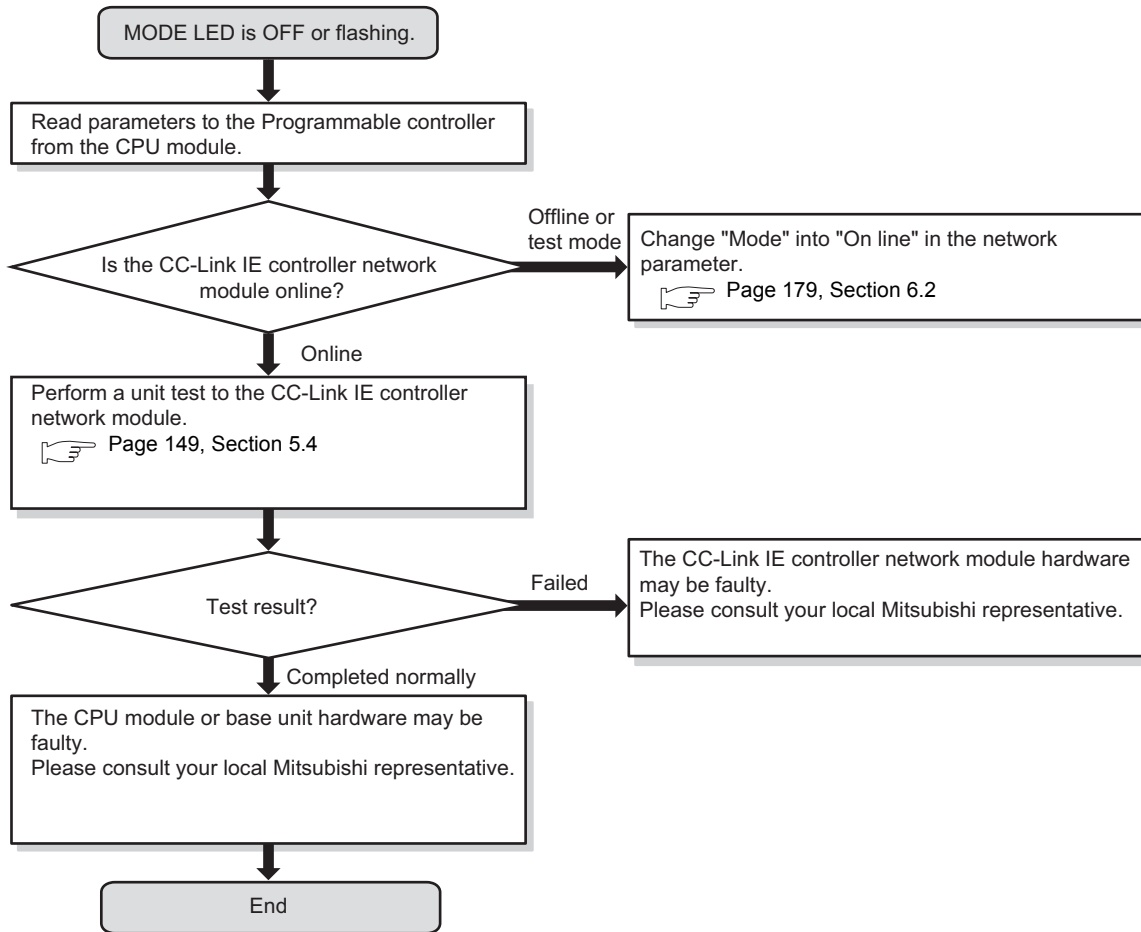 MODE LED is OFF or flashing.
Read parameters to the Programmable controller
from the CPU module.
Is the CC-Link IE controller network
module online?
Offline or
test mode
Change "Mode" into "On line" in the network
parameter.
Page 179, Section 6.2
Online
Perform a unit test to the CC-Link IE controller
network module.
Page 149, Section 5.4
Test result?
Failed
The CC-Link IE controller network module hardware
may be faulty.
Please consult your local Mitsubishi representative.
Completed normally
The CPU module or base unit hardware may be
faulty.
Please consult your local Mitsubishi representative.
End